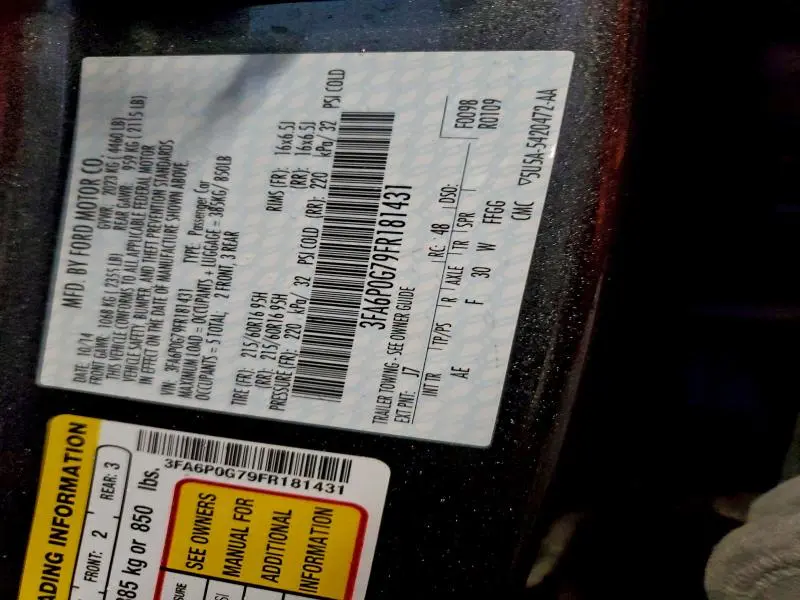 MFD BY FORD MOTOR CO.
DATE: 10/14 GVWR: 2023 KG ( 4460 LB)
FRONT GAWR: 1068 KG ( 2355 LB) REAR GAWR: 959 KG ( 2115 LB)
THIS VEHICLE CONFORMS TO ALL APPLICABLE FEDERAL MOTOR
VEHICLE SAFETY, BUMPER, AND THEFT PREVENTION STANDARDS
IN EFFECT ON THE DATE OF MANUFACTURE SHOWN ABOVE.
VIN: 3FA6P0G79FR181431 TYPE: Passenger Car
MAXIMUM LOAD = OCCUPANTS + LUGGAGE = 385KG/ 850LB
OCCUPANTS = 5 TOTAL; 2 FRONT, 3 REAR
TIRE (FR): 215/60R16 95H RIMS (FR): 16x6.5J
(RR): 215/60R16 95H (RR): 16x6.5J
PRESSURE (FR): 220 kPa/ 32 PSI COLD (RR): 220 kPa/ 32 PSI COLD
3FA6P0G79FR181431
F0098
R0109
TRAILER TOWING - SEE OWNER GUIDE
EXT PNT: J7 RC: 48 DSO:
INT TR TP/PS R AXLE TR SPR
AE F 30 W FFGG
CMC ▽5U5A-5420472-AA
ADING INFORMATION
FRONT: 2 REAR: 3
385 kg or 850 lbs.
3FA6P0G79FR181431
SURE
SI
SEE OWNERS
MANUAL FOR
ADDITIONAL
INFORMATION